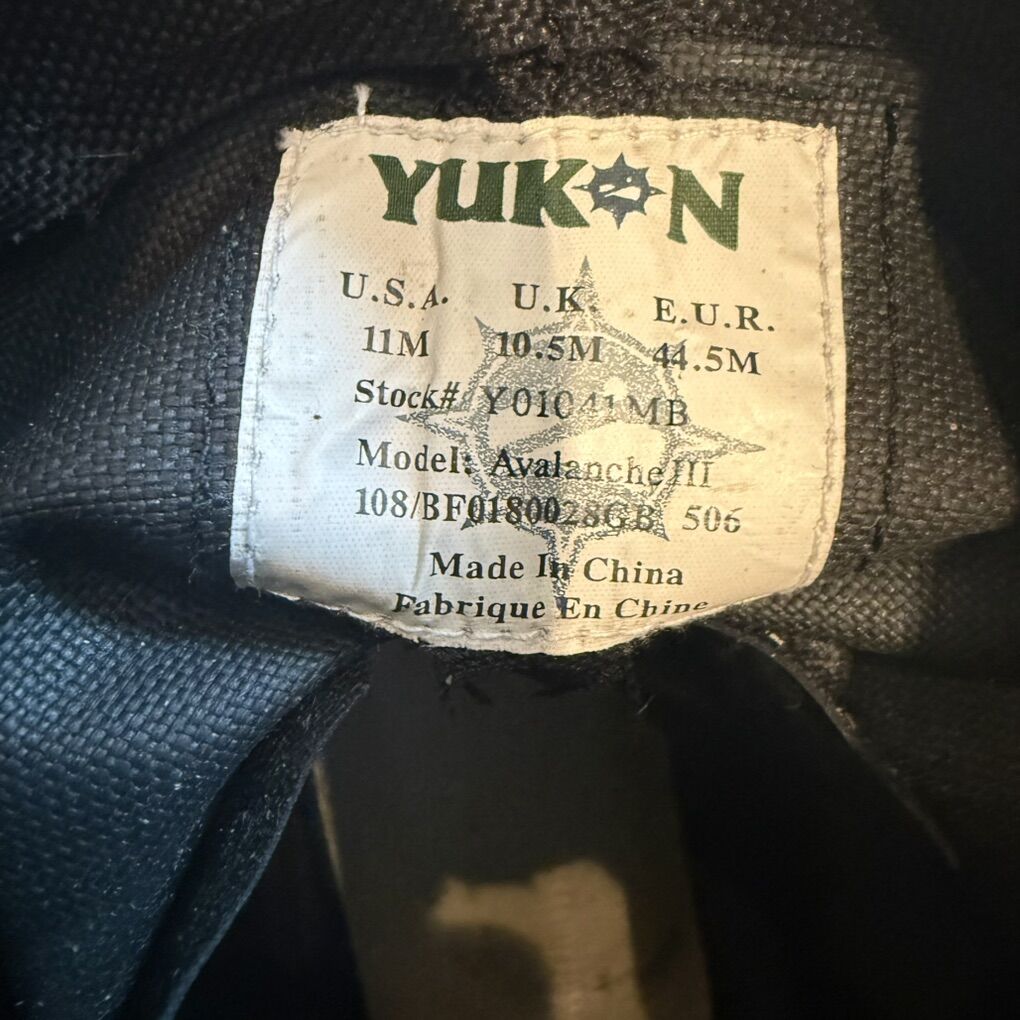 YUKON
U.S.A. U.K. E.U.R.
11M 10.5M 44.5M
Stock# Y01041MB
Model: Avalanche III
108/BF0180028GB 506
Made In China
Fabrique En Chine